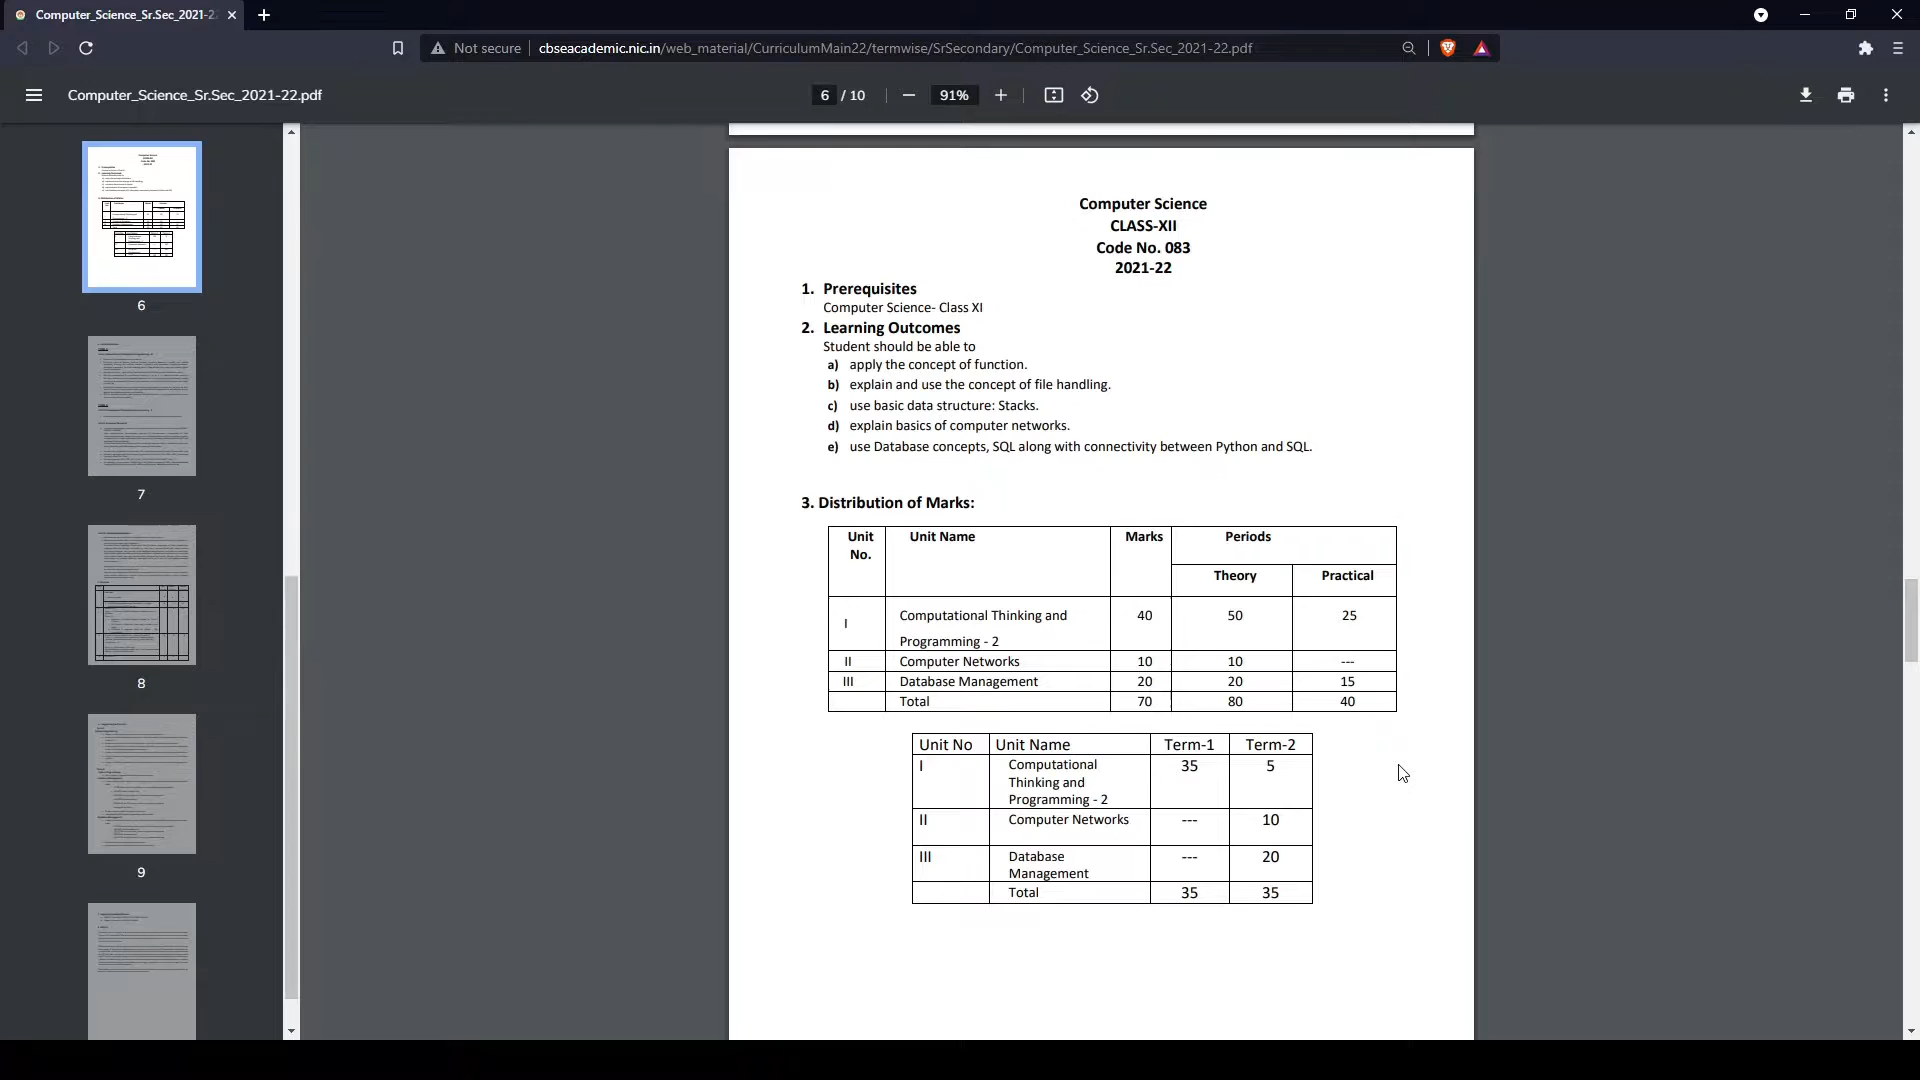 Computer_Science_Sr.Sec_2021-2
Not secure
cbseacademic.nic.in/web_material/CurriculumMain22/termwise/SrSecondary/Computer_Science_Sr.Sec_2021-22.pdf
Computer_Science_Sr.Sec_2021-22.pdf
6 / 10
91%
6
7
8
9
Computer Science
CLASS-XII
Code No. 083
2021-22
1. Prerequisites
Computer Science- Class XI
2. Learning Outcomes
Student should be able to
a) apply the concept of function.
b) explain and use the concept of file handling.
c) use basic data structure: Stacks.
d) explain basics of computer networks.
e) use Database concepts, SQL along with connectivity between Python and SQL.
3. Distribution of Marks:
Unit No. Unit Name Marks Periods
Theory Practical
I Computational Thinking and Programming - 2 40 50 25
II Computer Networks 10 10 ---
III Database Management 20 20 15
Total 70 80 40
Unit No Unit Name Term-1 Term-2
I Computational Thinking and Programming - 2 35 5
II Computer Networks --- 10
III Database Management --- 20
Total 35 35